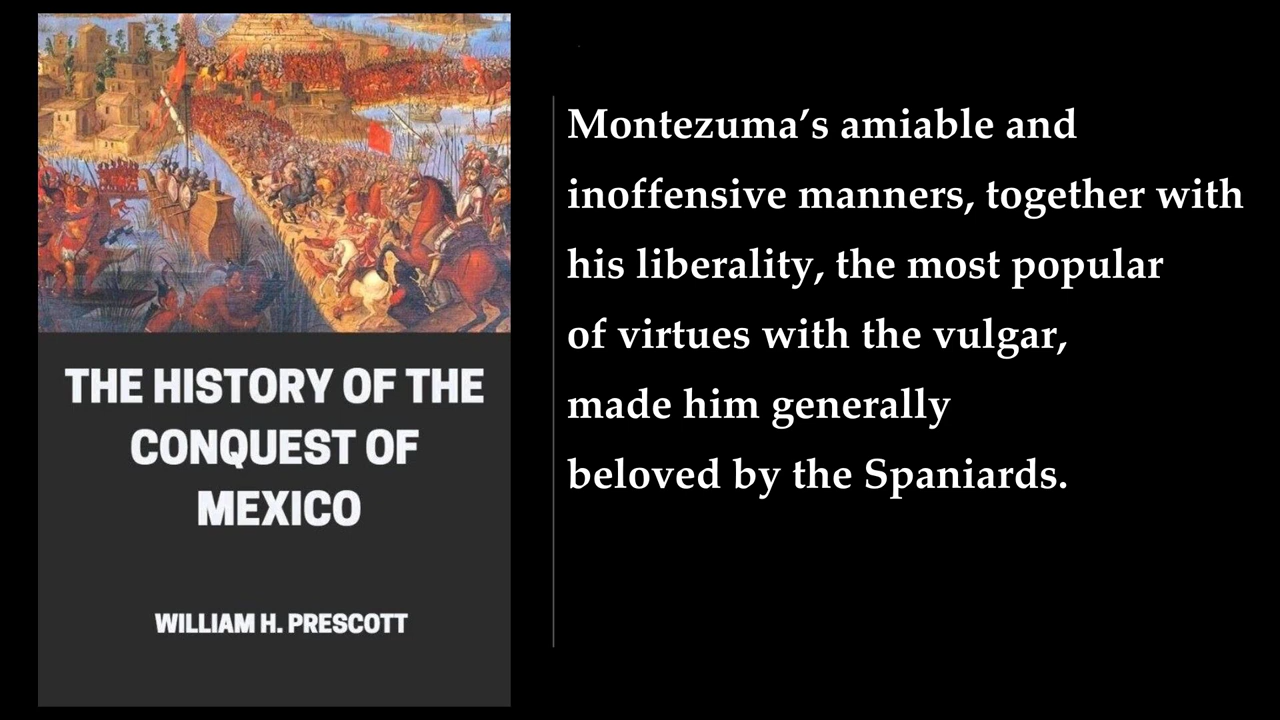 THE HISTORY OF THE
CONQUEST OF
MEXICO
WILLIAM H. PRESCOTT
Montezuma’s amiable and
inoffensive manners, together with
his liberality, the most popular
of virtues with the vulgar,
made him generally
beloved by the Spaniards.